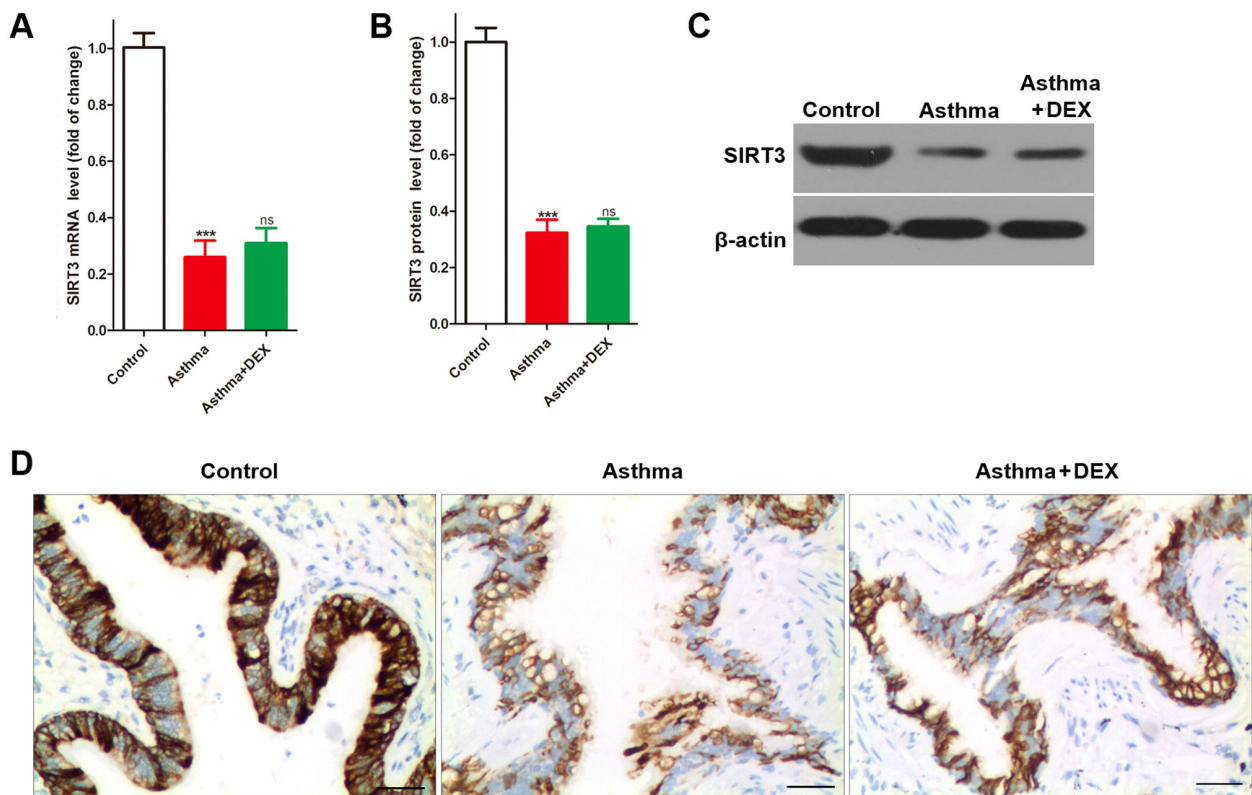 A
SIRT3 mRNA level (fold of change)
1.0
0.8
0.6
0.4
0.2
0.0
***
ns
Control
Asthma
Asthma+DEX
B
SIRT3 protein level (fold of change)
1.0
0.8
0.6
0.4
0.2
0.0
***
ns
Control
Asthma
Asthma+DEX
C
Control
Asthma
Asthma
+DEX
SIRT3
β-actin
D
Control
Asthma
Asthma+DEX